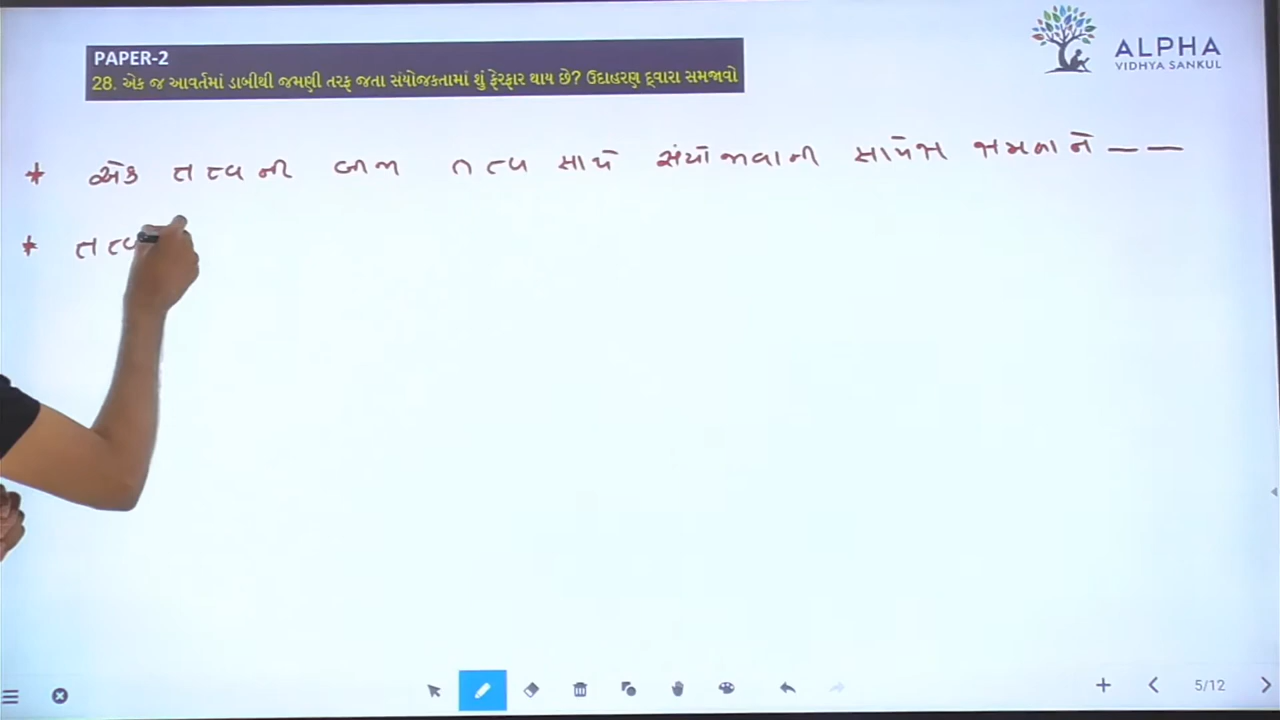 PAPER-2
28. એક જ આવર્તમાં ડાબીથી જમણી તરફ જતા સંયોજકતામાં શું ફેરફાર થાય છે? ઉદાહરણ દ્વારા સમજાવો
ALPHA
VIDHYA SANKUL
* એક તત્વની બીજા તત્વ સાથે સંયોજાવાની સાપેક્ષ ક્ષમતાને — —
* તત્વ
5/12